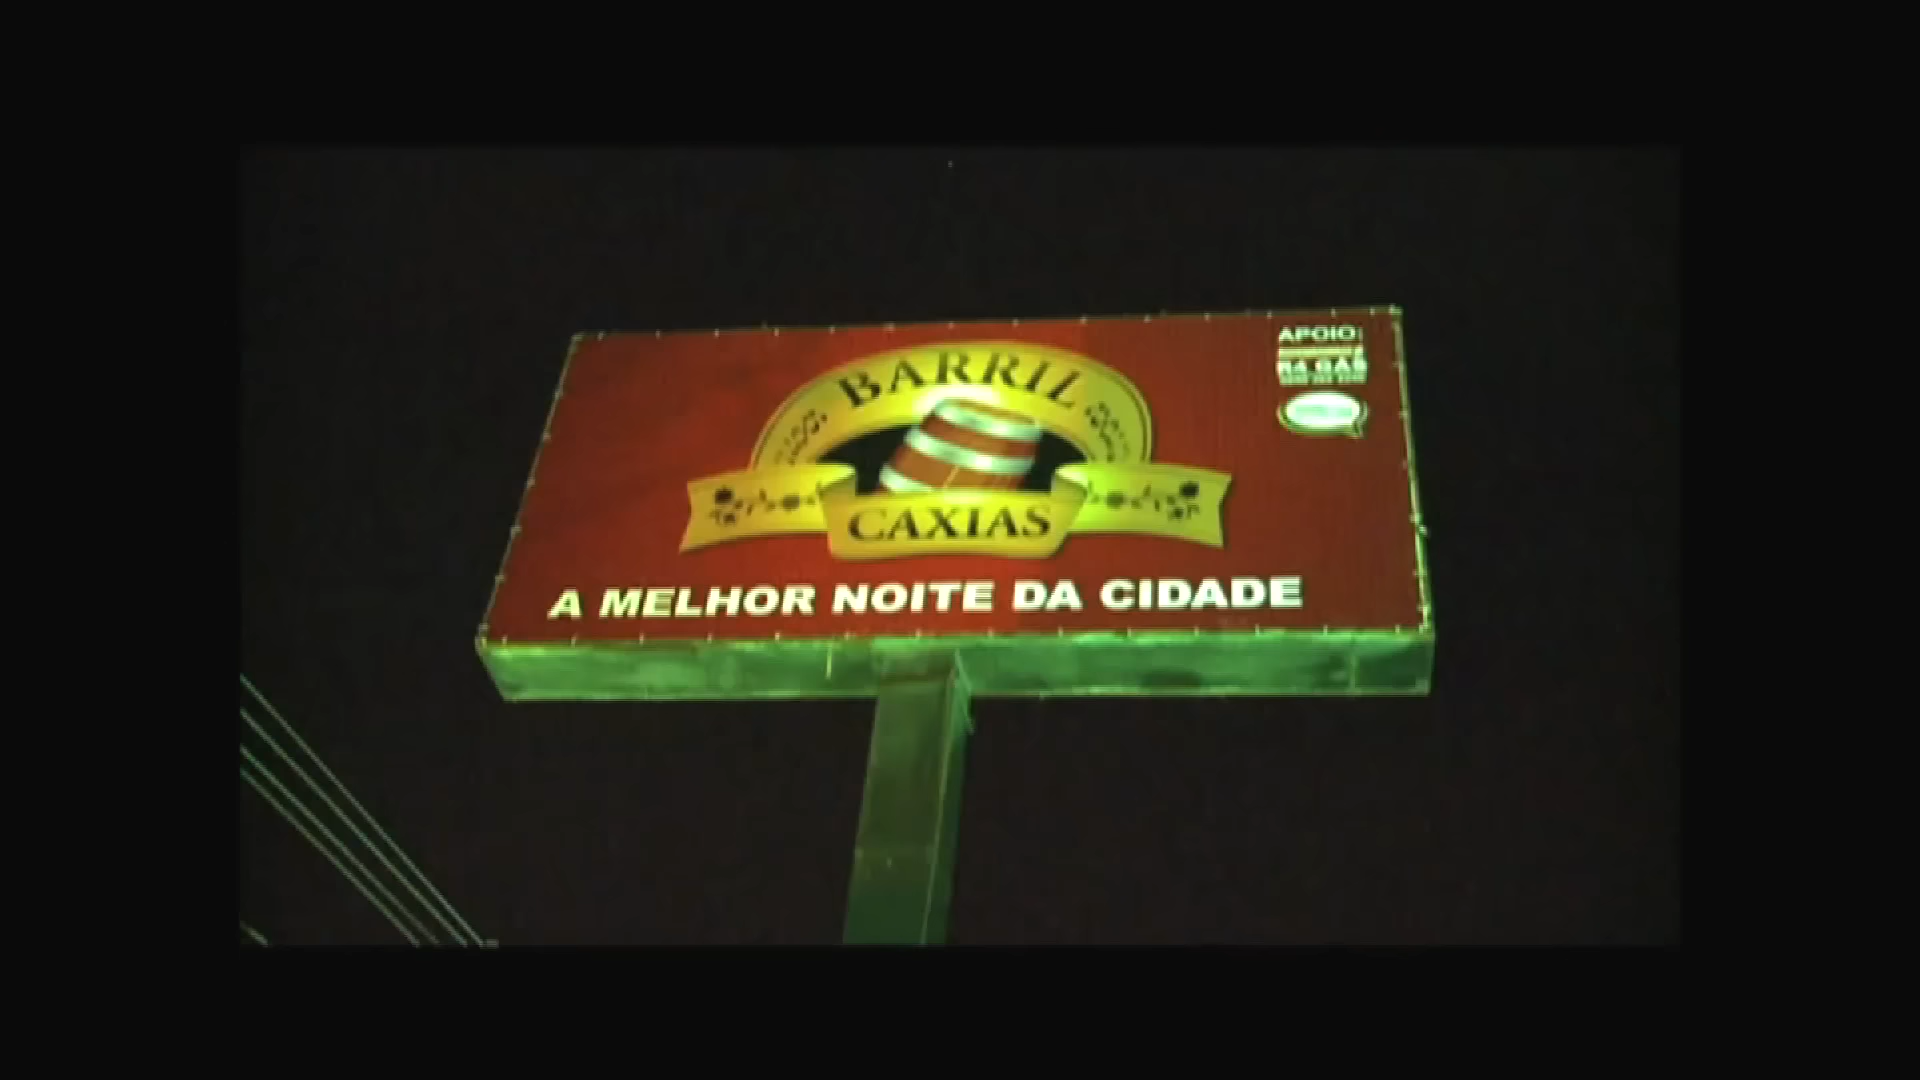 BARRIL
CAXIAS
A MELHOR NOITE DA CIDADE
APOIO: